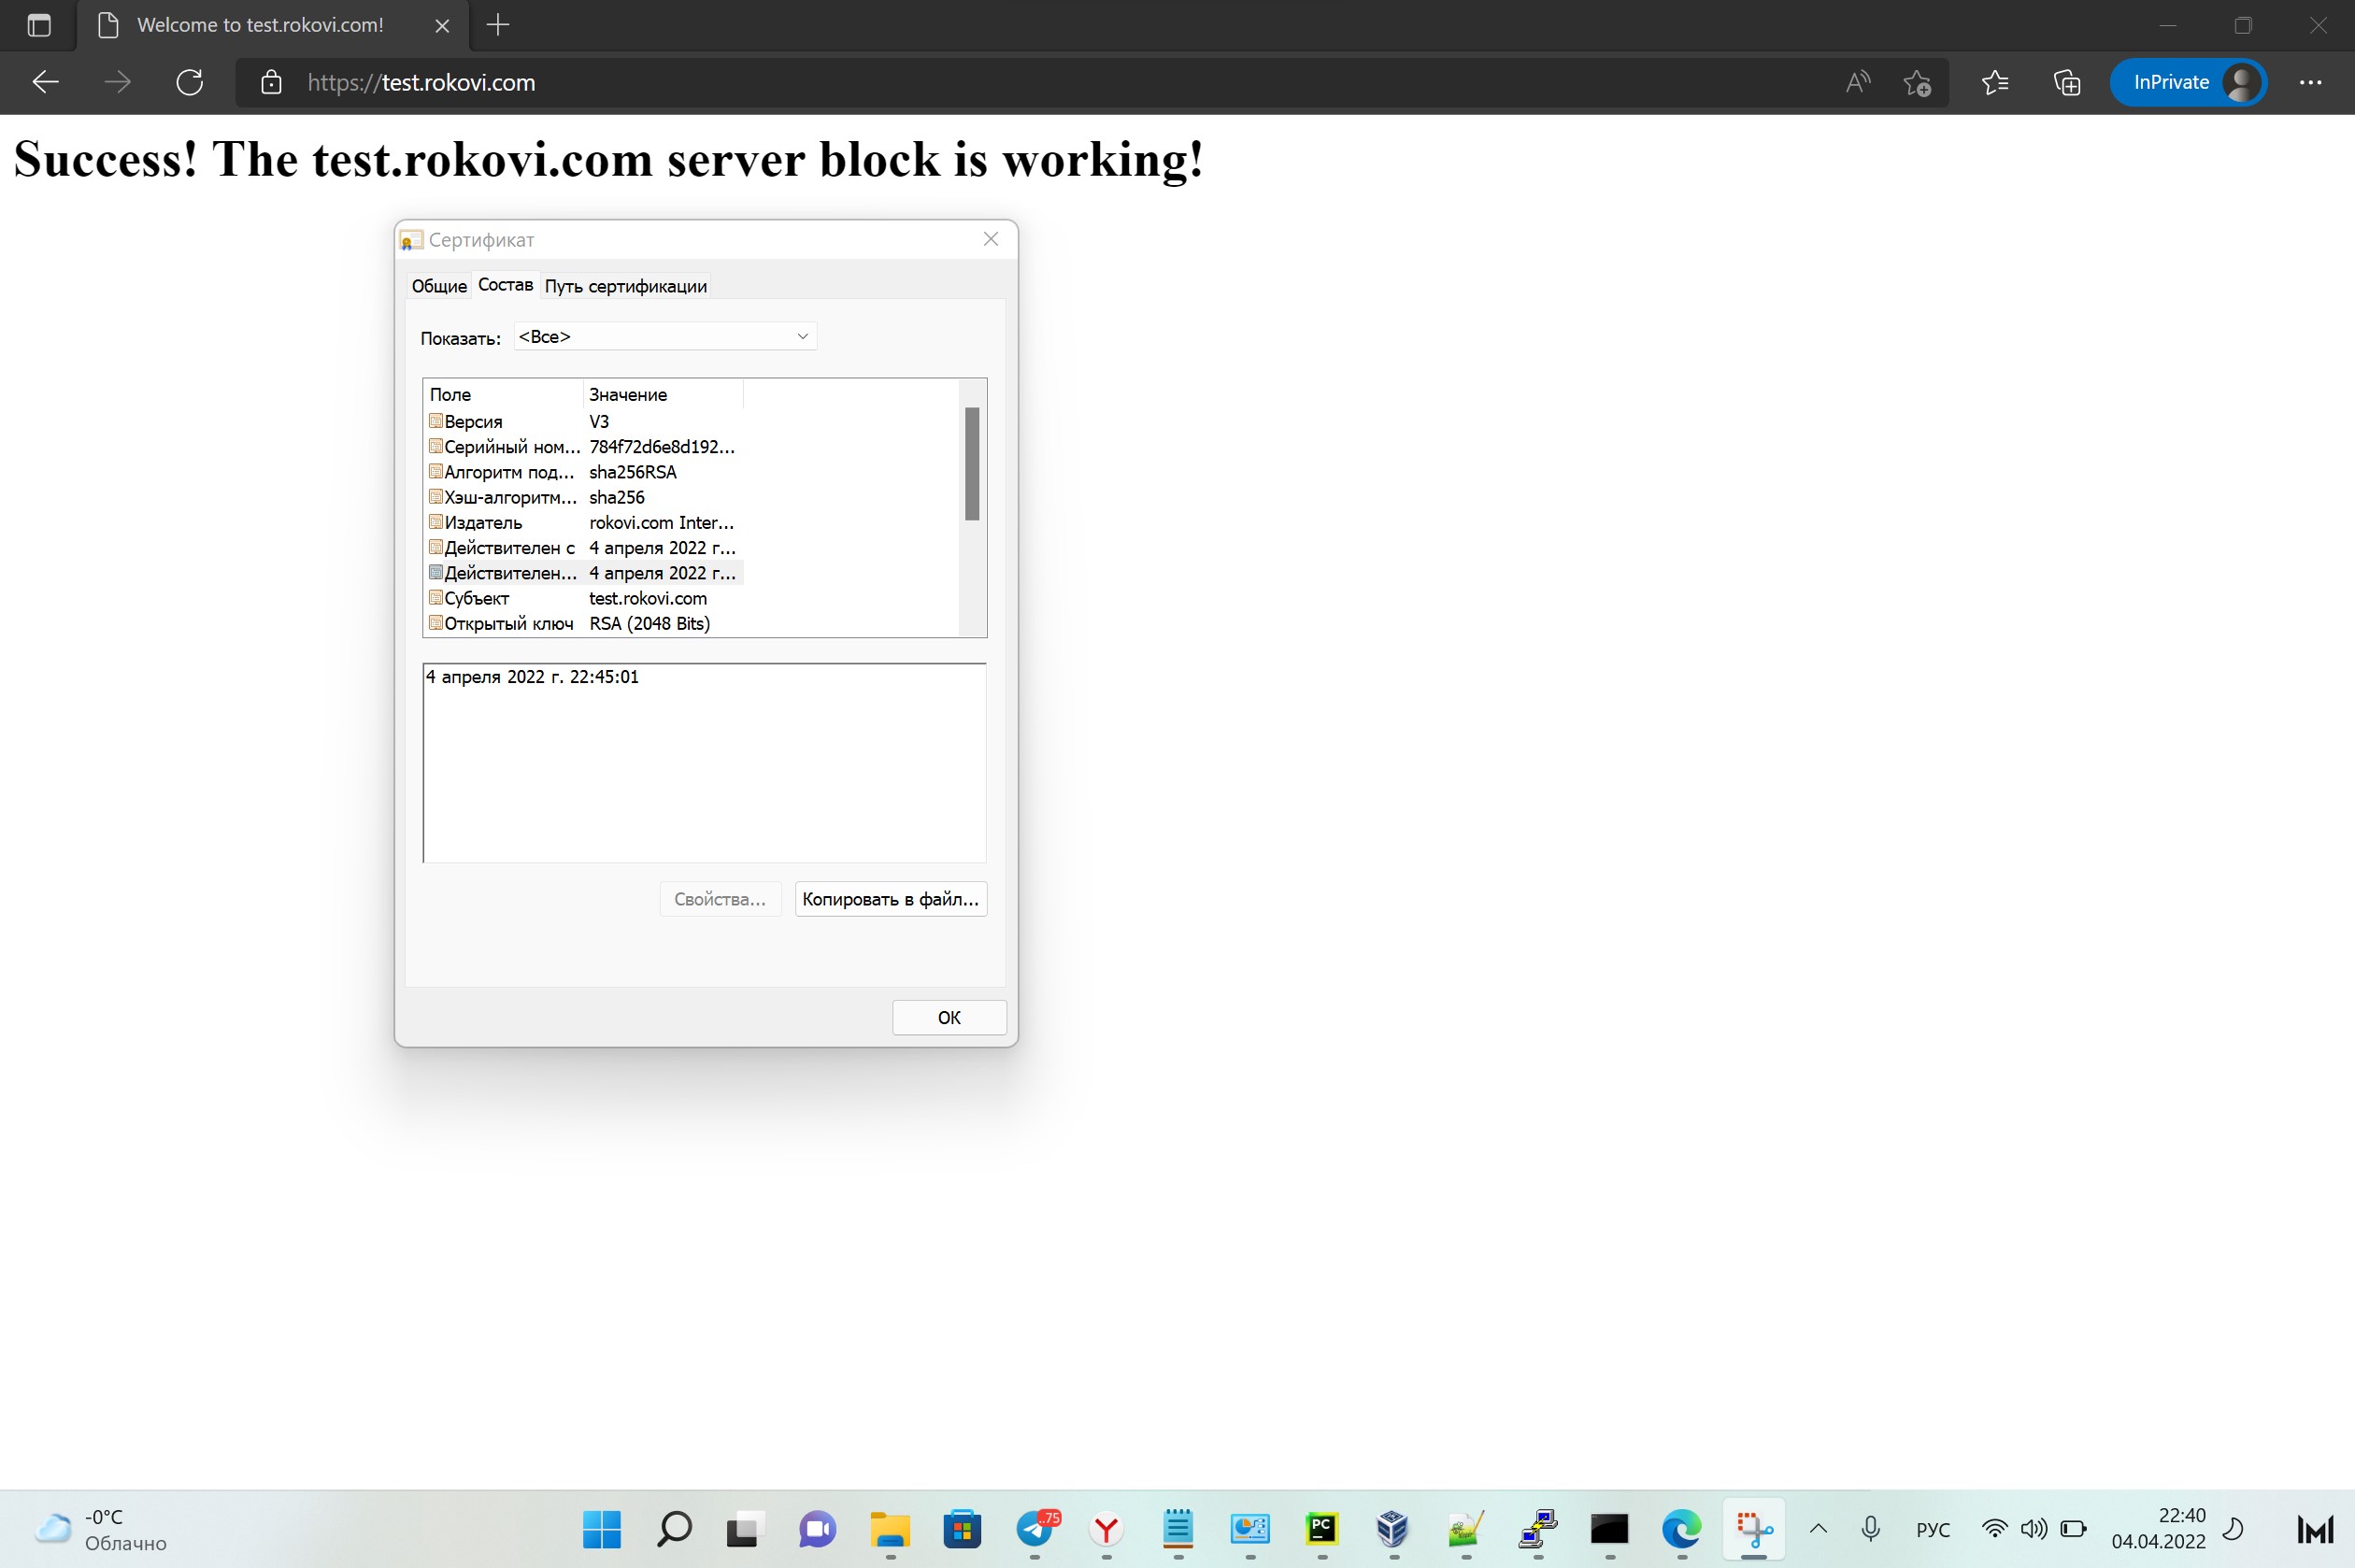 Welcome to test.rokovi.com!
https://test.rokovi.com
InPrivate
Success! The test.rokovi.com server block is working!
Сертификат
Общие Состав Путь сертификации
Показать: <Все>
Поле Значение
Версия V3
Серийный ном... 784f72d6e8d192...
Алгоритм под... sha256RSA
Хэш-алгоритм... sha256
Издатель rokovi.com Inter...
Действителен с 4 апреля 2022 г...
Действителен... 4 апреля 2022 г...
Субъект test.rokovi.com
Открытый ключ RSA (2048 Bits)
4 апреля 2022 г. 22:45:01
Свойства... Копировать в файл...
ОК
-0°C
Облачно
..75
PC
РУС
22:40
04.04.2022